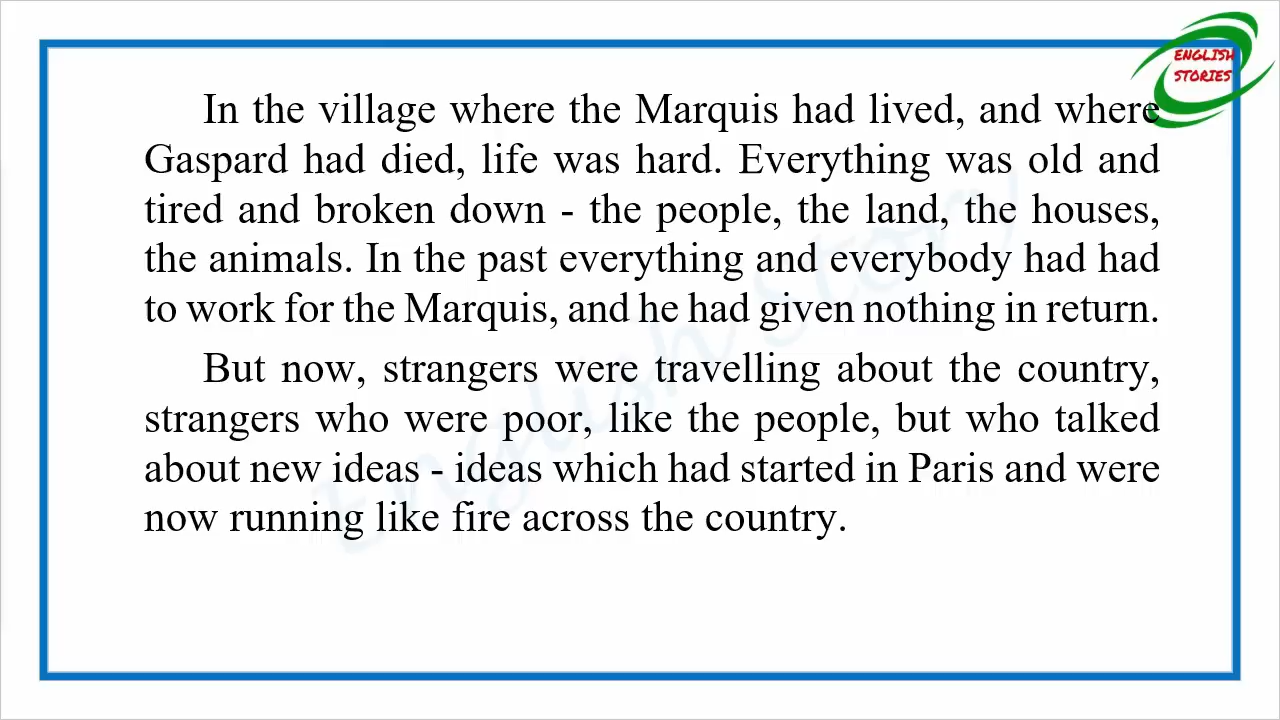 ENGLISH
STORIES
In the village where the Marquis had lived, and where
Gaspard had died, life was hard. Everything was old and
tired and broken down - the people, the land, the houses,
the animals. In the past everything and everybody had had
to work for the Marquis, and he had given nothing in return.
But now, strangers were travelling about the country,
strangers who were poor, like the people, but who talked
about new ideas - ideas which had started in Paris and were
now running like fire across the country.
English Story